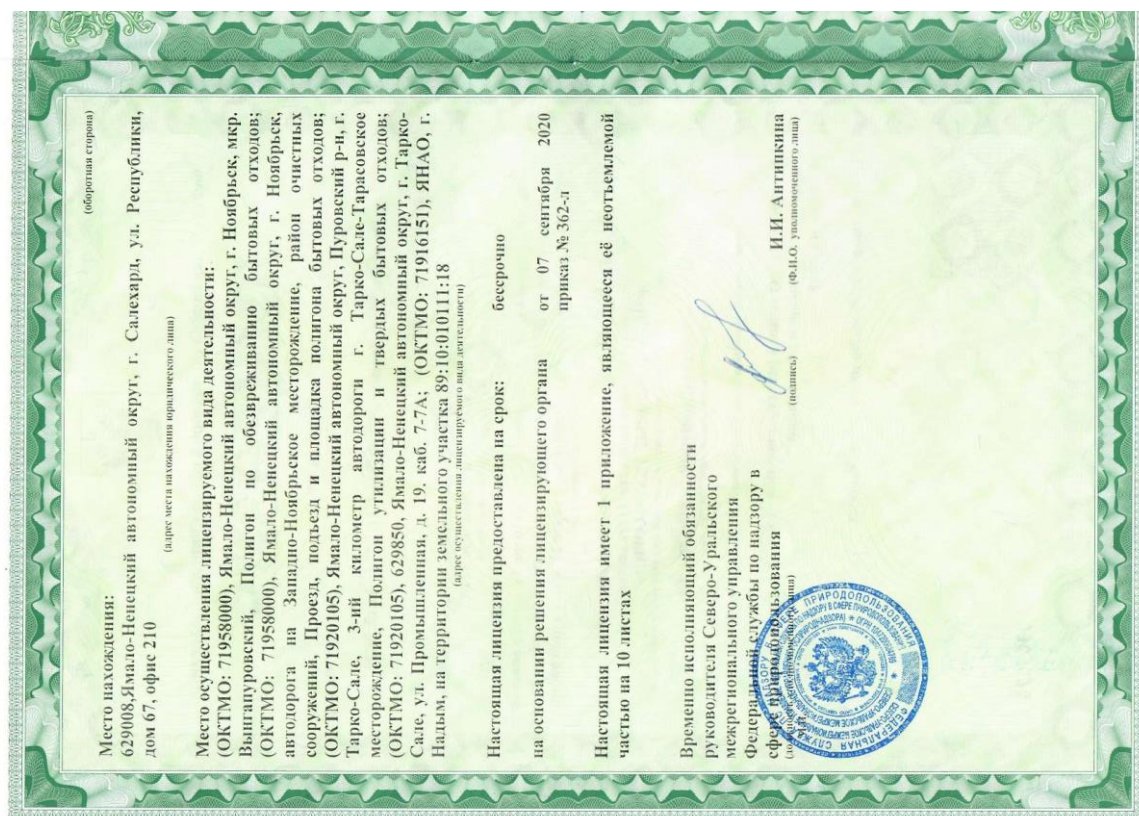 (оборотная сторона)
Место нахождения:
629008,Ямало-Ненецкий автономный округ, г. Салехард, ул. Республики,
дом 67, офис 210
(адрес места нахождения юридического лица)
Место осуществления лицензируемого вида деятельности:
(ОКТМО: 71958000), Ямало-Ненецкий автономный округ, г. Ноябрьск, мкр.
Вынгапуровский, Полигон по обезвреживанию бытовых отходов;
(ОКТМО: 71958000), Ямало-Ненецкий автономный округ, г. Ноябрьск,
автодорога на Западно-Ноябрьское месторождение, район очистных
сооружений, Проезд, подъезд и площадка полигона бытовых отходов;
(ОКТМО: 71920105), Ямало-Ненецкий автономный округ, Пуровский р-н, г.
Тарко-Сале, 3-ий километр автодороги г. Тарко-Сале-Тарасовское
месторождение, Полигон утилизации и твердых бытовых отходов;
(ОКТМО: 71920105), 629850, Ямало-Ненецкий автономный округ, г. Тарко-
Сале, ул. Промышленная, д. 19. каб. 7-7А; (ОКТМО: 71916151), ЯНАО, г.
Надым, на территории земельного участка 89:10:010111:18
(адрес осуществления лицензируемого вида деятельности)
Настоящая лицензия предоставлена на срок: бессрочно
на основании решения лицензирующего органа от 07 сентября 2020
приказ № 362-л
Настоящая лицензия имеет 1 приложение, являющееся её неотъемлемой
частью на 10 листах
Временно исполняющий обязанности
руководителя Северо-Уральского
межрегионального управления
Федеральной службы по надзору в
сфере природопользования И.И. Антипкина
(подпись) (Ф.И.О. уполномоченного лица)